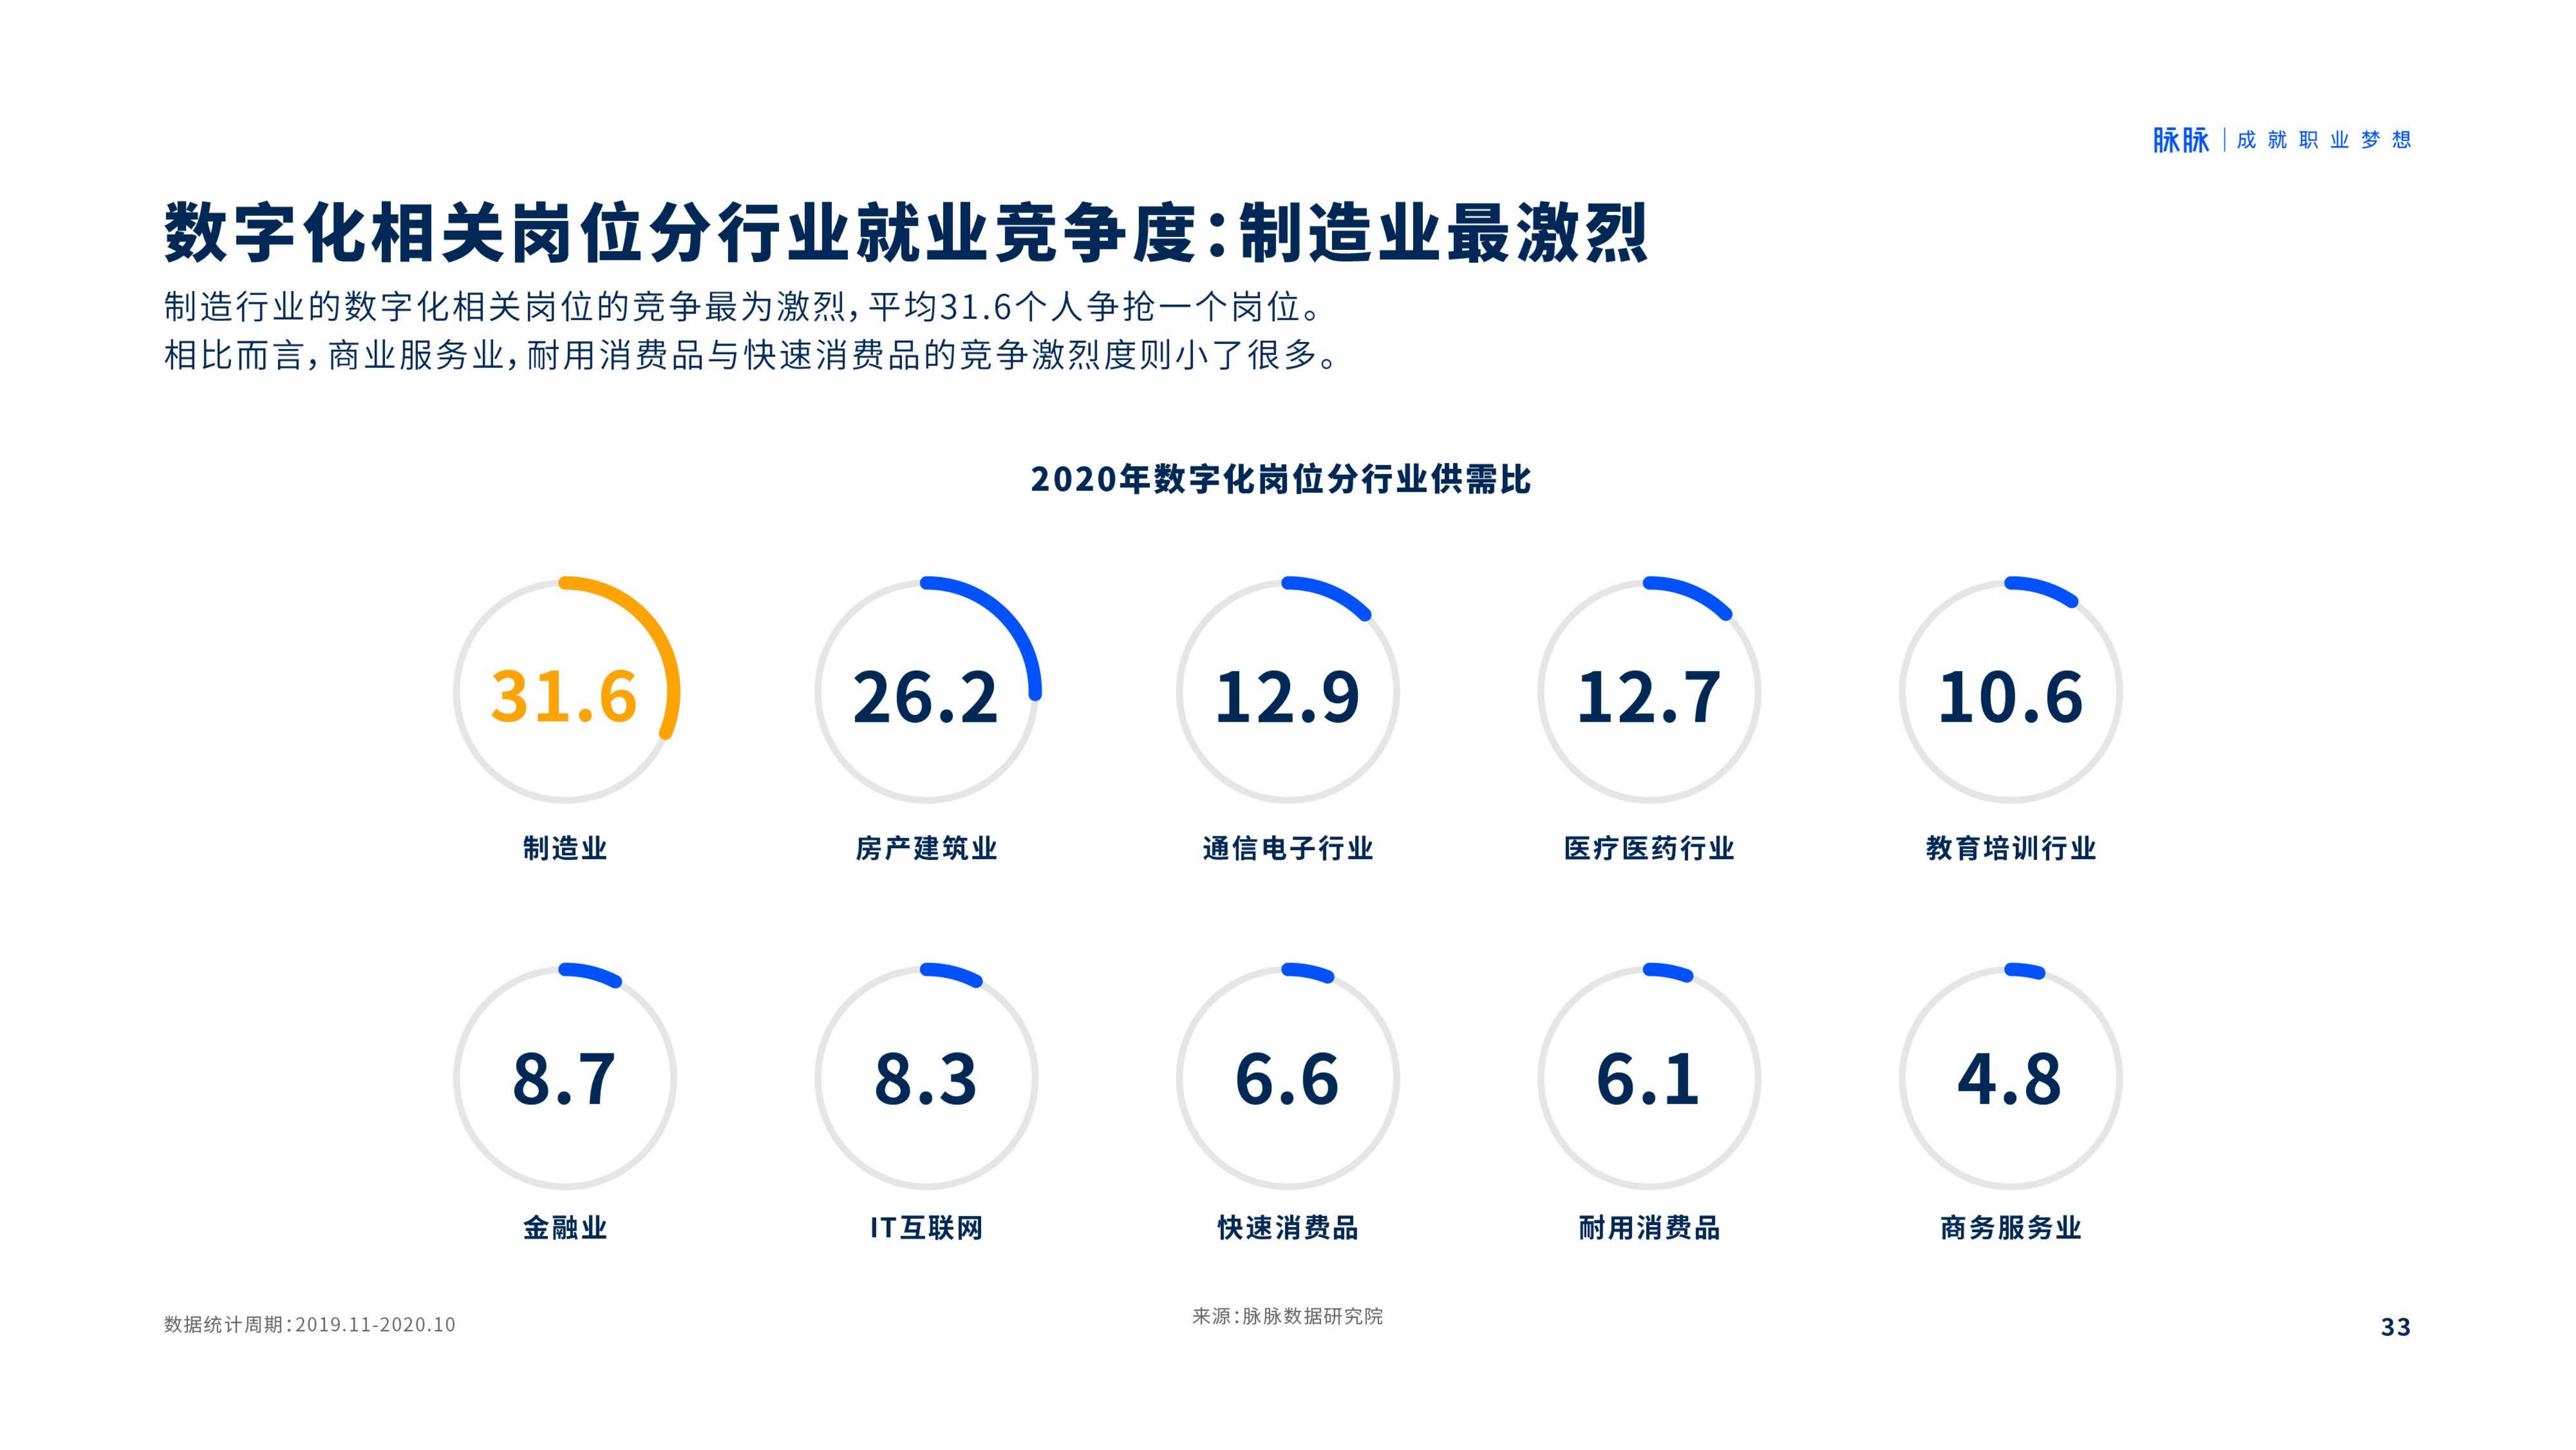 脉脉 | 成就职业梦想
数字化相关岗位分行业就业竞争度：制造业最激烈
制造行业的数字化相关岗位的竞争最为激烈，平均31.6个人争抢一个岗位。
相比而言，商业服务业，耐用消费品与快速消费品的竞争激烈度则小了很多。
2020年数字化岗位分行业供需比
31.6
26.2
12.9
12.7
10.6
制造业
房产建筑业
通信电子行业
医疗医药行业
教育培训行业
8.7
8.3
6.6
6.1
4.8
金融业
IT互联网
快速消费品
耐用消费品
商务服务业
数据统计周期：2019.11-2020.10
来源：脉脉数据研究院
33